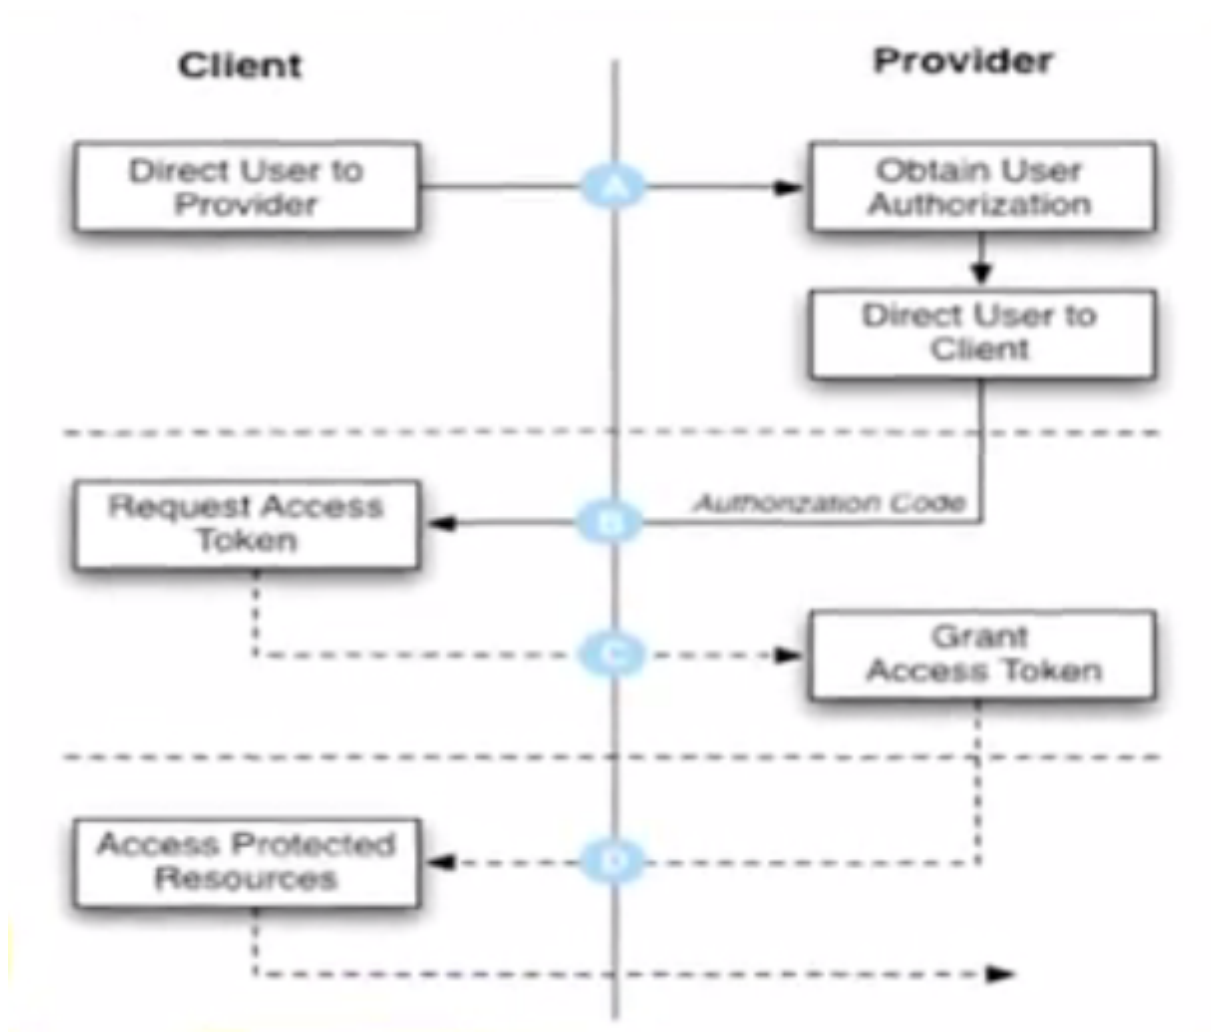 Client
Provider
Direct User to
Provider
A
Obtain User
Authorization
Direct User to
Client
Request Access
Token
B
Authorization Code
C
Grant
Access Token
Access Protected
Resources
D